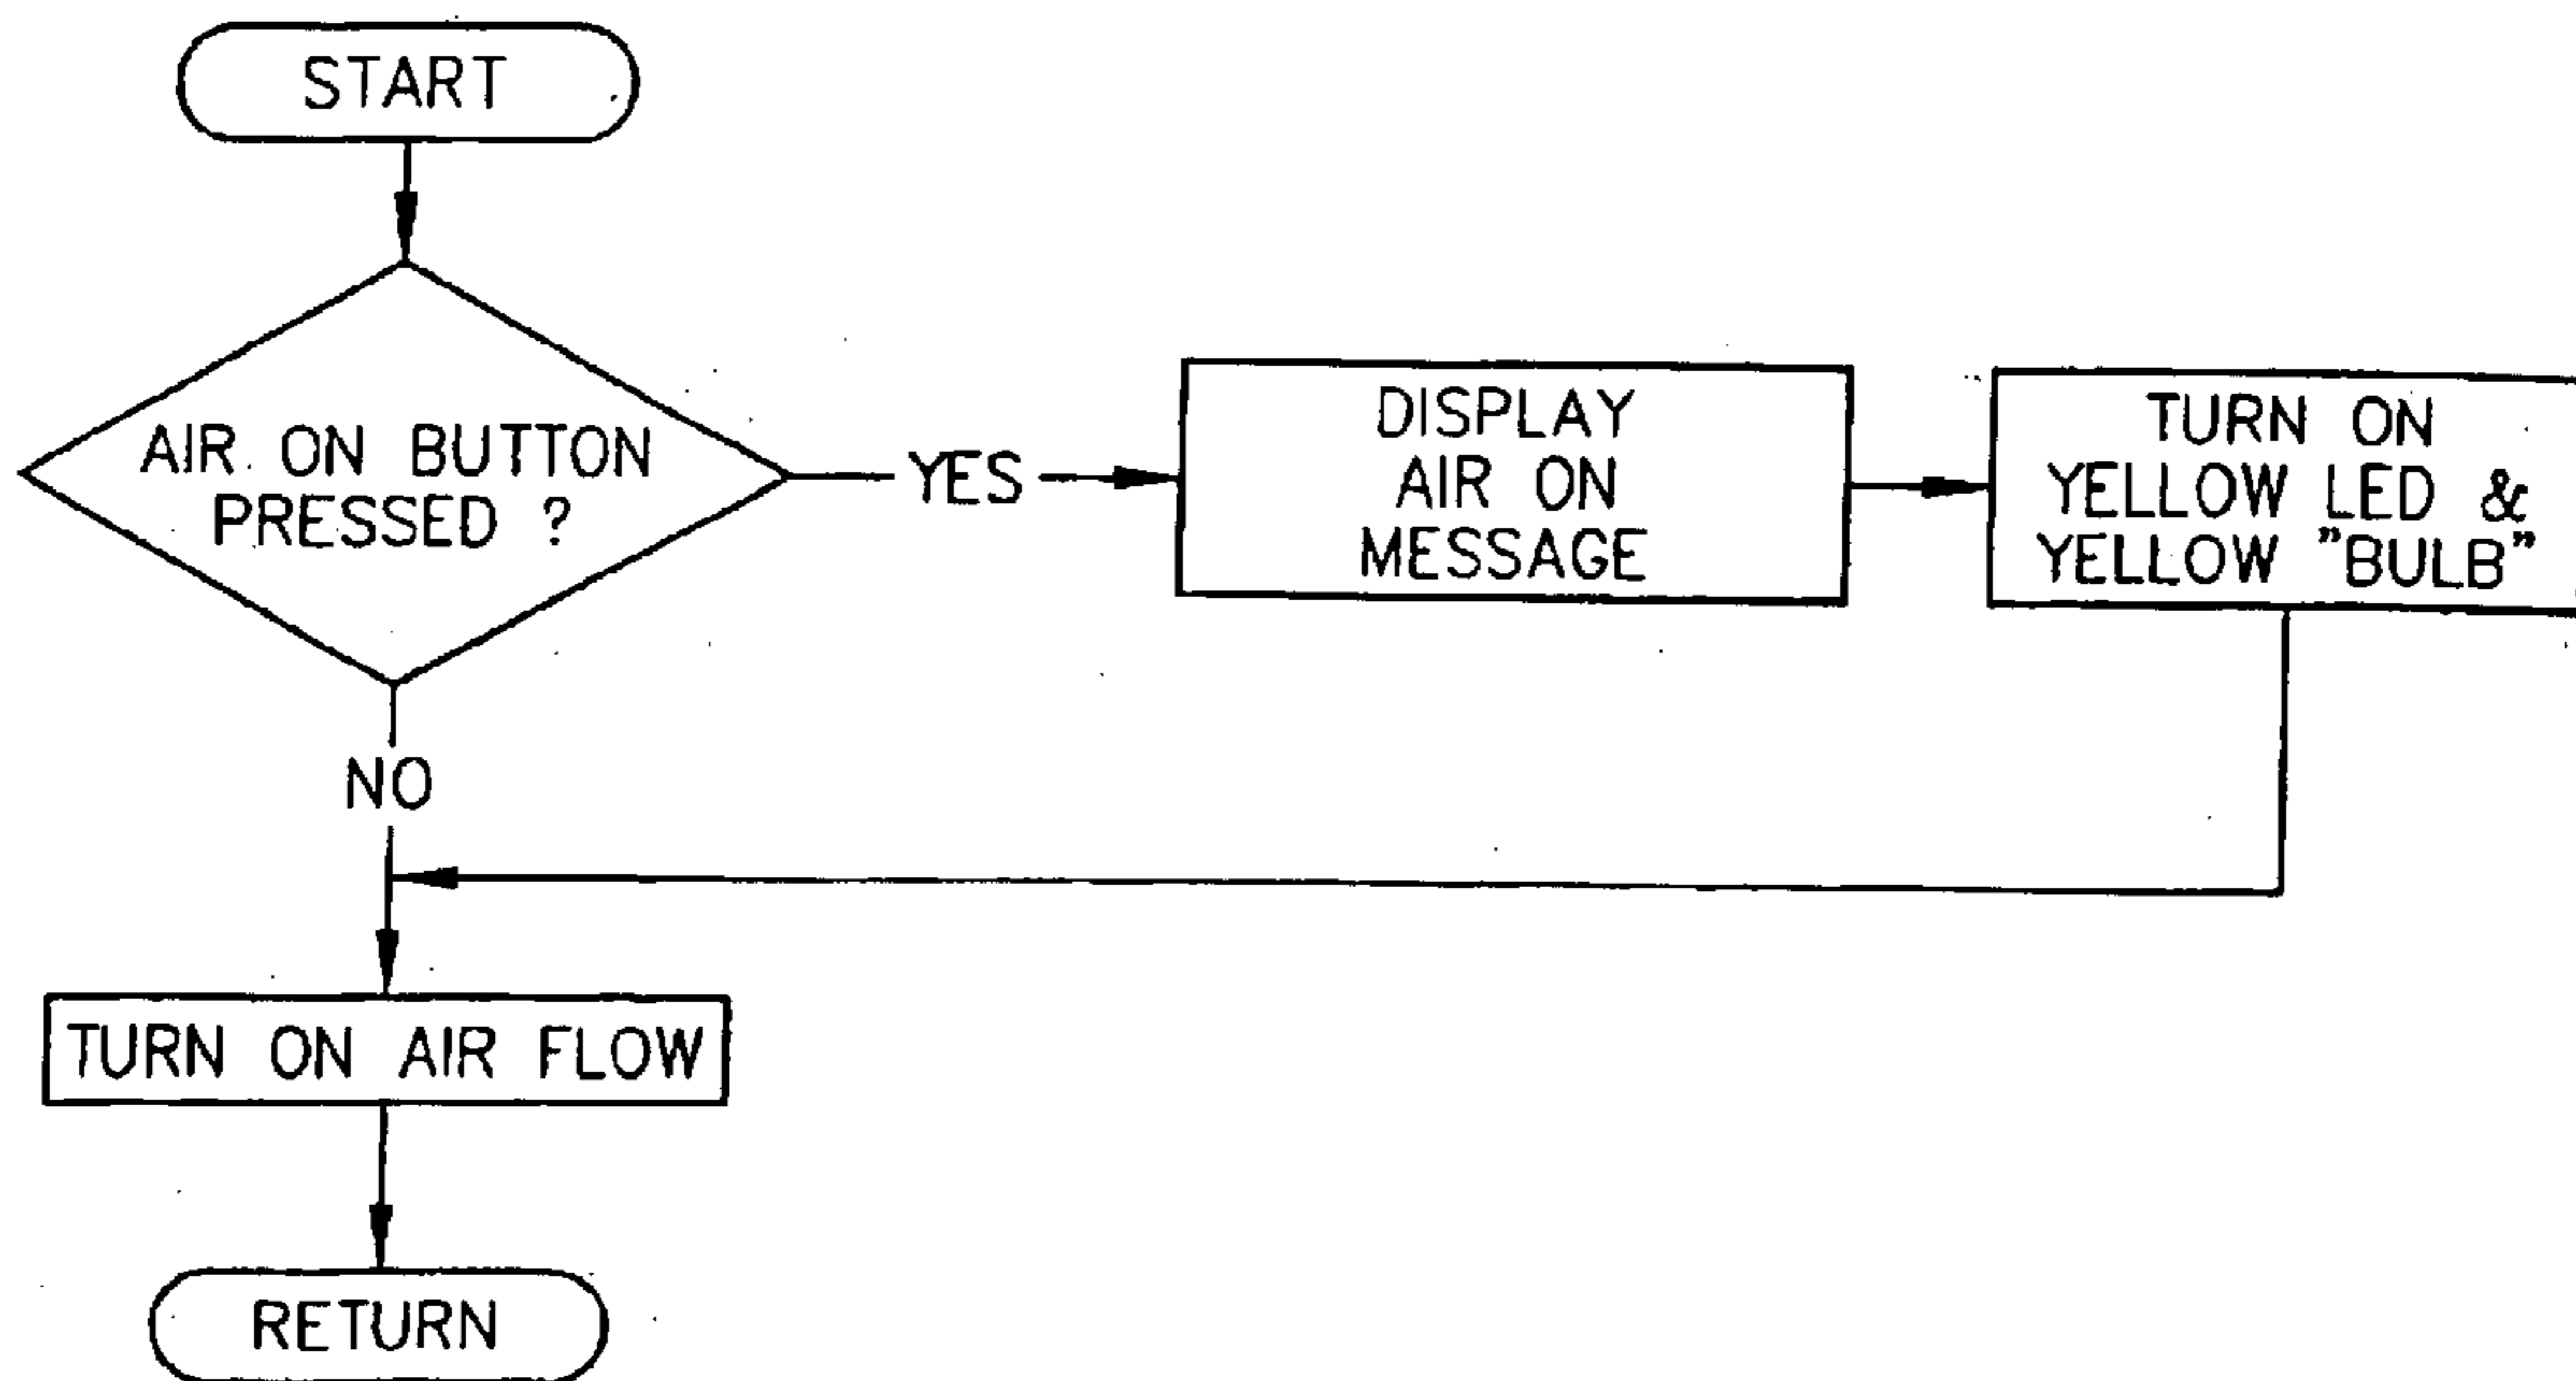 START
AIR ON BUTTON
PRESSED ?
YES
DISPLAY
AIR ON
MESSAGE
TURN ON
YELLOW LED &
YELLOW "BULB"
NO
TURN ON AIR FLOW
RETURN